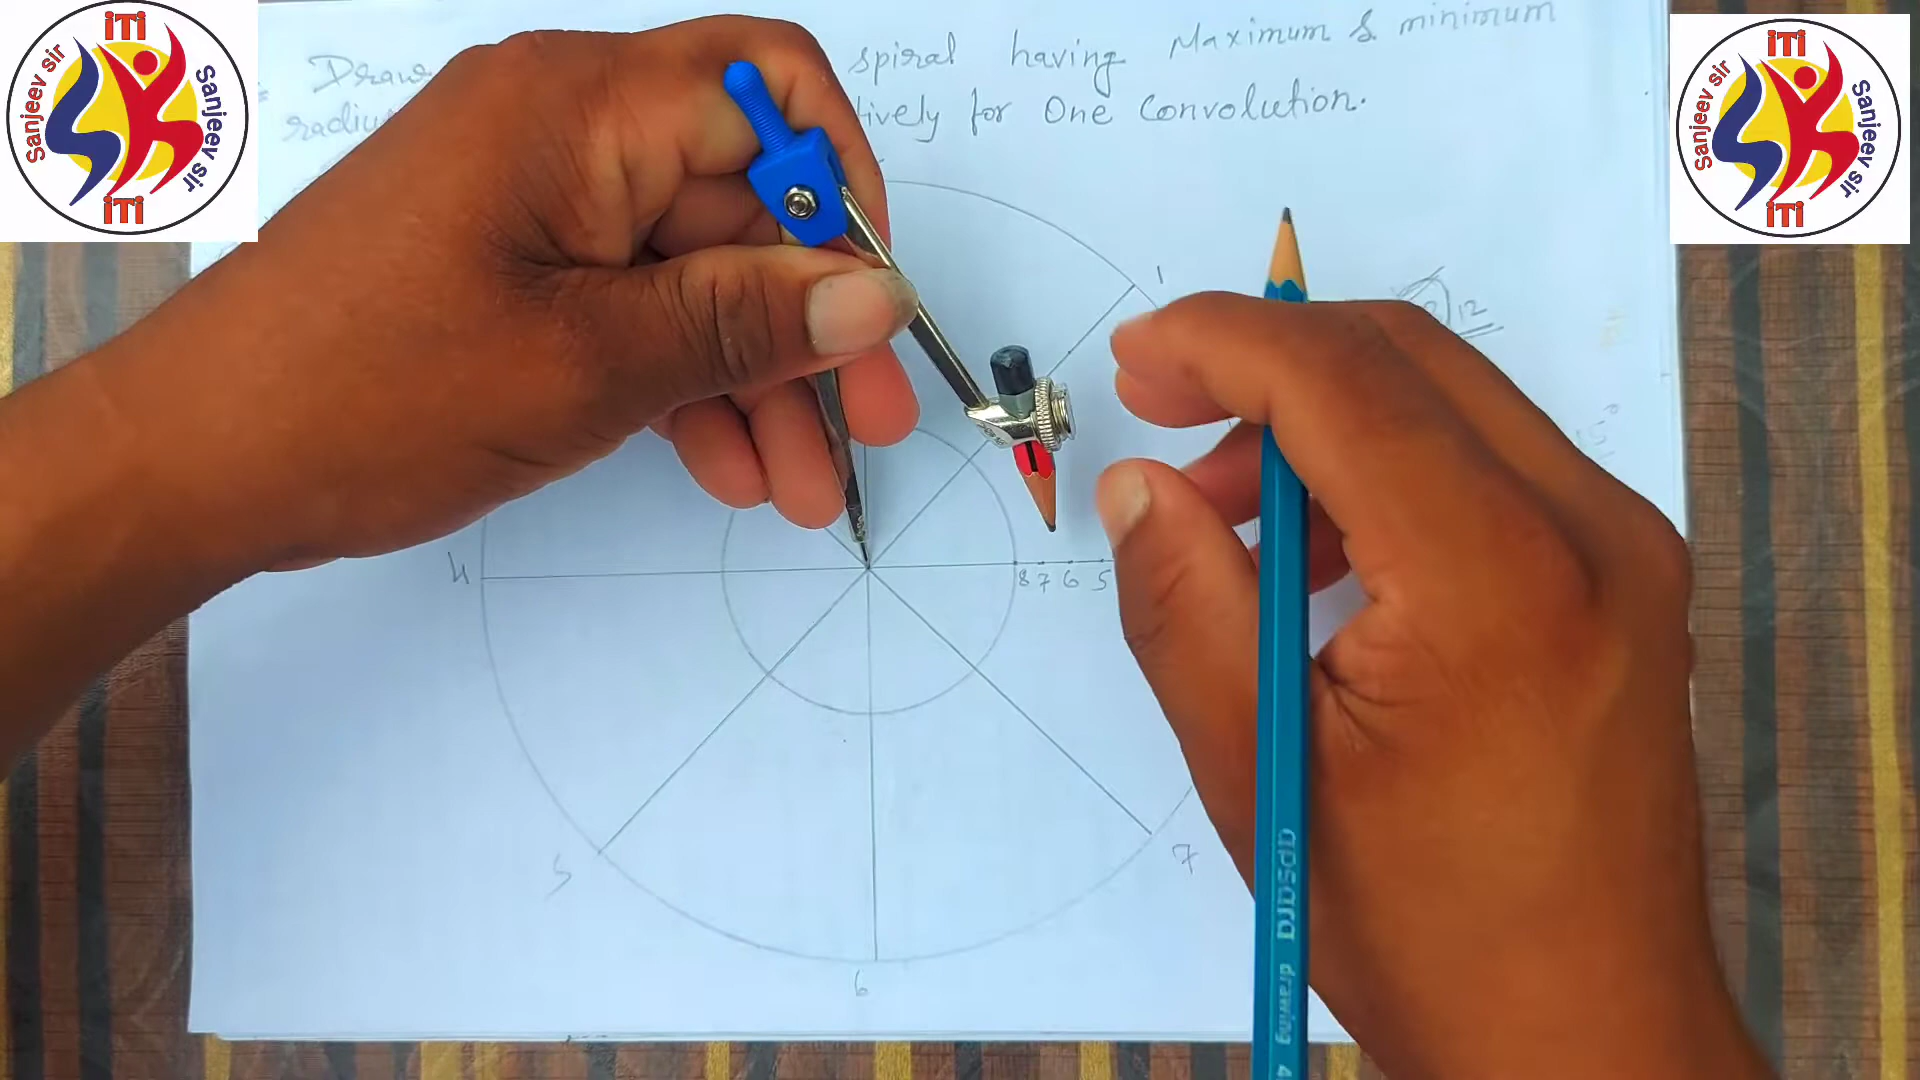 iTi
Sanjeev sir
Sanjeev sir
iTi
iTi
Sanjeev sir
Sanjeev sir
iTi
Draw spiral having Maximum & minimum
tively for One Convolution.
1
12
4
8 7 6 5
5
7
6
apsara drawing 4